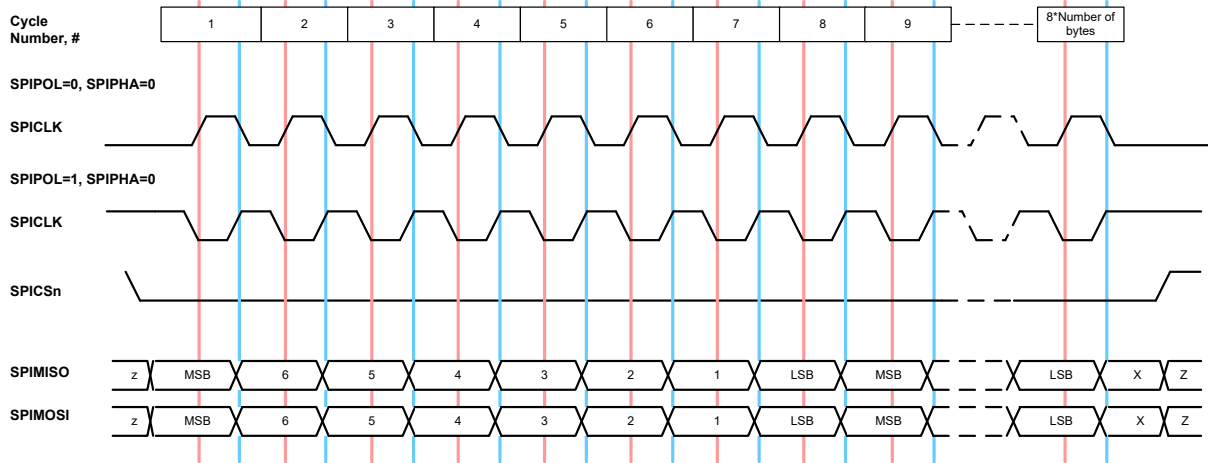 Cycle
Number, #
1 2 3 4 5 6 7 8 9
8*Number of
bytes
SPIPOL=0, SPIPHA=0
SPICLK
SPIPOL=1, SPIPHA=0
SPICLK
SPICSn
SPIMISO z MSB 6 5 4 3 2 1 LSB MSB LSB X Z
SPIMOSI z MSB 6 5 4 3 2 1 LSB MSB LSB X Z